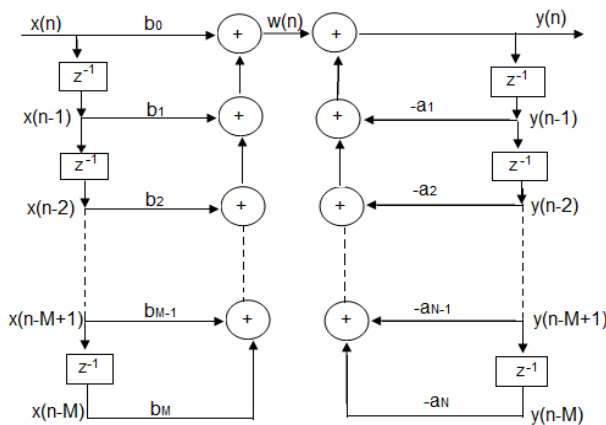 x(n) b0 + w(n) + y(n)
z-1 z-1
x(n-1) b1 + + -a1 y(n-1)
z-1 z-1
x(n-2) b2 + + -a2 y(n-2)
x(n-M+1) bM-1 + + -aN-1 y(n-M+1)
z-1 z-1
x(n-M) bM -aN y(n-M)